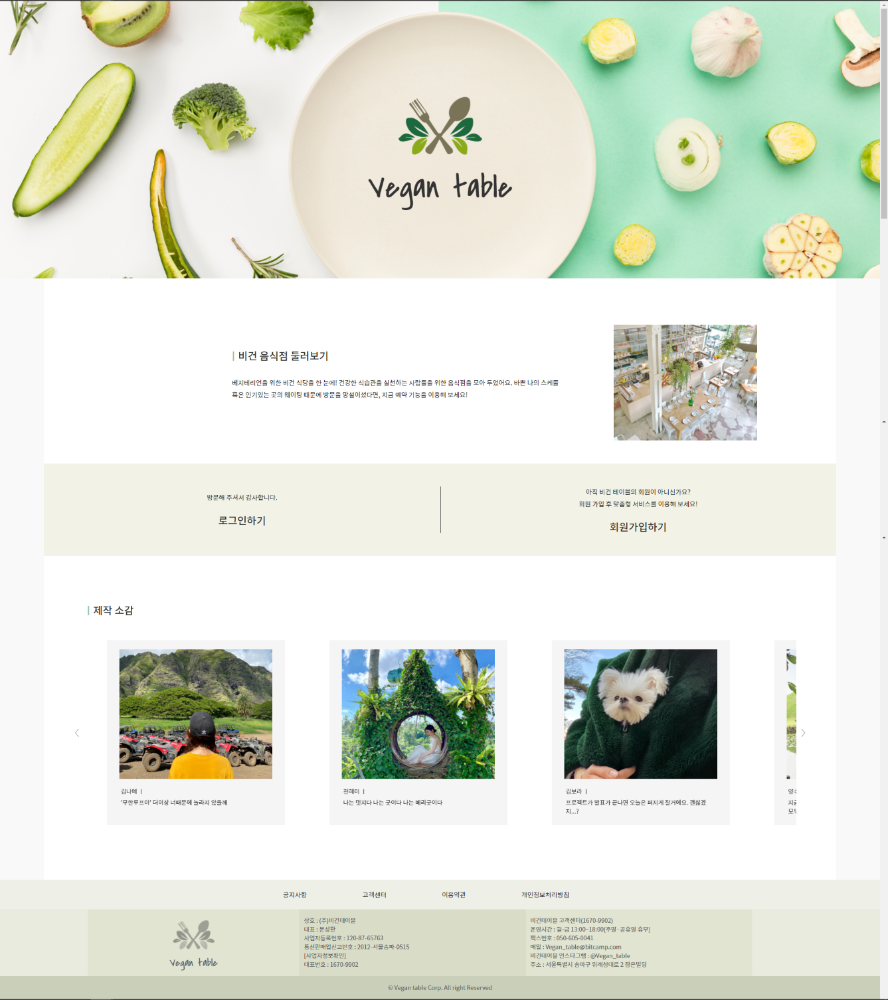 Vegan table
비건 음식점 둘러보기
베지테리언을 위한 비건 식당을 한 눈에! 건강한 식습관을 실천하는 사람들을 위한 음식점을 모아 두었어요. 바쁜 나의 스케줄
혹은 인기있는 곳의 웨이팅 때문에 방문을 망설이셨다면, 지금 예약 기능을 이용해 보세요!
방문해 주셔서 감사합니다.
로그인하기
아직 비건 테이블의 회원이 아니신가요?
회원 가입 후 맞춤형 서비스를 이용해 보세요!
회원가입하기
제작 소감
김나예 |
'무한루프야' 더이상 너때문에 놀라지 않을께
천혜미 |
나는 멋지다 나는 굿이다 나는 베리굿이다
김보라 |
프로젝트가 발표가 끝나면 오늘은 퍼지게 잘거에요. 괜찮겠
지...?
지금
공지사항
고객센터
이용약관
개인정보처리방침
Vegan table
상호 : (주)비건테이블
대표 : 문상환
사업자등록번호 : 120-87-65763
통신판매업신고번호 : 2012-서울송파-0515
[사업자정보확인]
대표번호 : 1670-9902
비건테이블 고객센터(1670-9902)
운영시간 : 월-금 13:00~18:00(주말·공휴일 휴무)
팩스번호 : 050-605-0041
메일 : Vegan_table@bitcamp.com
비건테이블 인스타그램 : @Vegan_table
주소 : 서울특별시 송파구 위례성대로 2 장은빌딩
© Vegan table Corp. All right Reserved